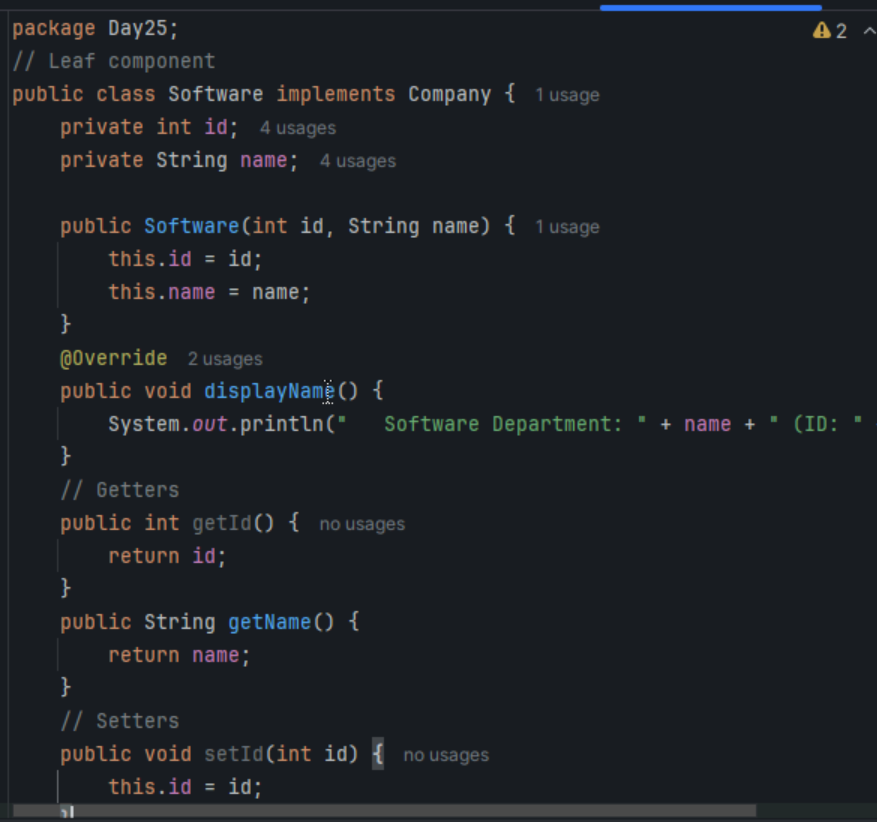 package Day25;
2
// Leaf component
public class Software implements Company { 1 usage
    private int id; 4 usages
    private String name; 4 usages

    public Software(int id, String name) { 1 usage
        this.id = id;
        this.name = name;
    }
    @Override 2 usages
    public void displayName() {
        System.out.println("   Software Department: " + name + " (ID: "
    }
    // Getters
    public int getId() { no usages
        return id;
    }
    public String getName() {
        return name;
    }
    // Setters
    public void setId(int id) { no usages
        this.id = id;